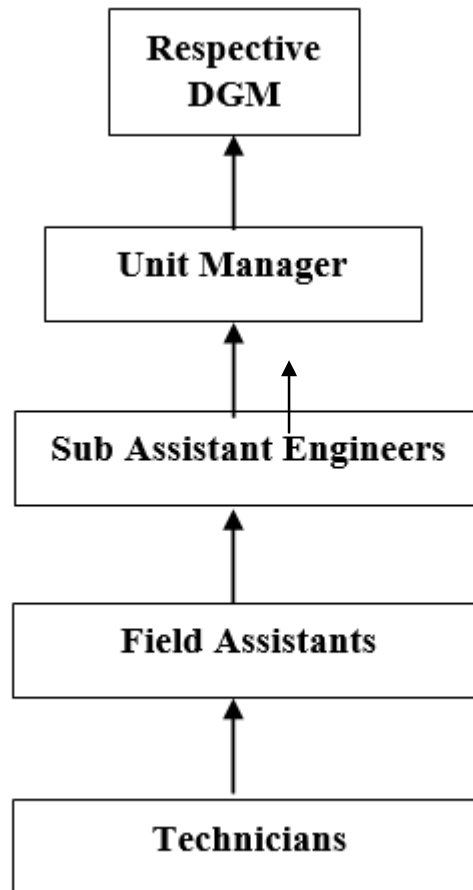 Respective
DGM
Unit Manager
Sub Assistant Engineers
Field Assistants
Technicians